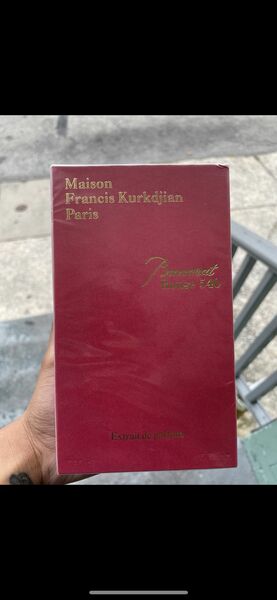 Maison
Francis Kurkdjian
Paris
Baccarat
Rouge 540
Extrait de parfum